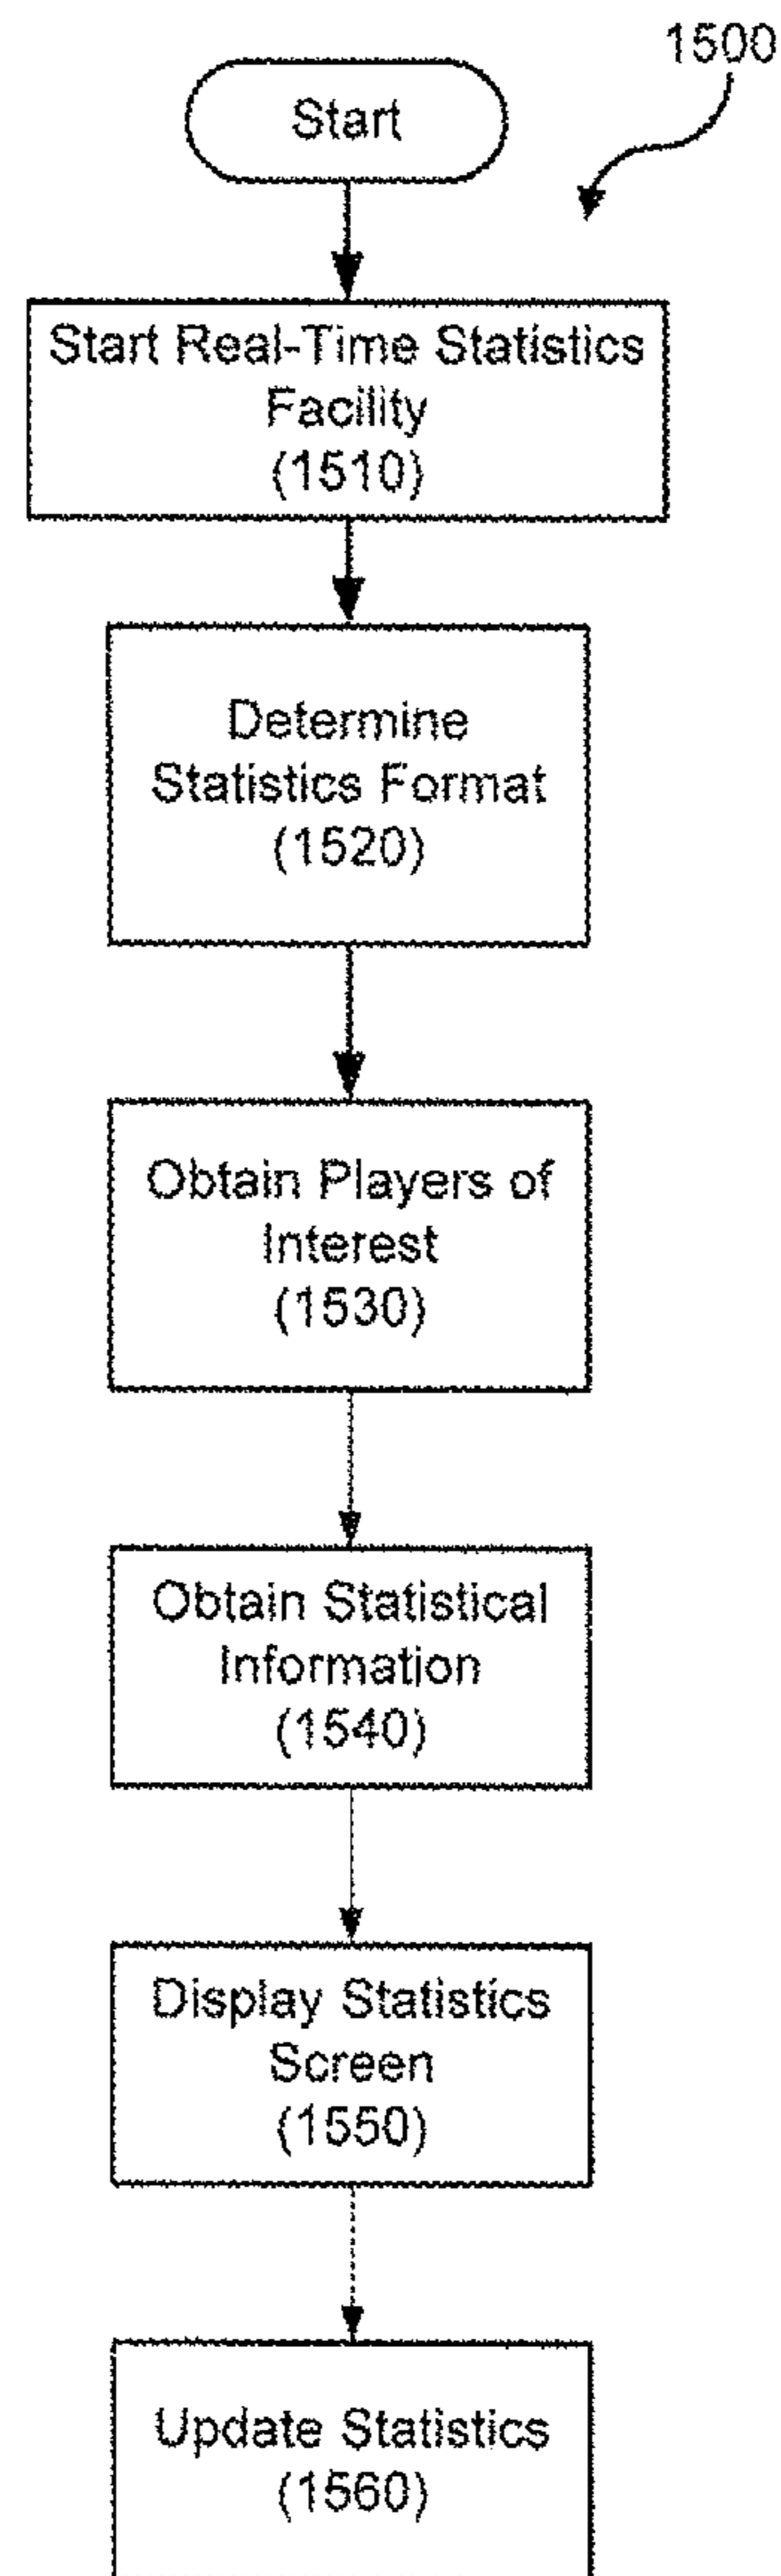 1500
Start
Start Real-Time Statistics
Facility
(1510)
Determine
Statistics Format
(1520)
Obtain Players of
Interest
(1530)
Obtain Statistical
Information
(1540)
Display Statistics
Screen
(1550)
Update Statistics
(1560)